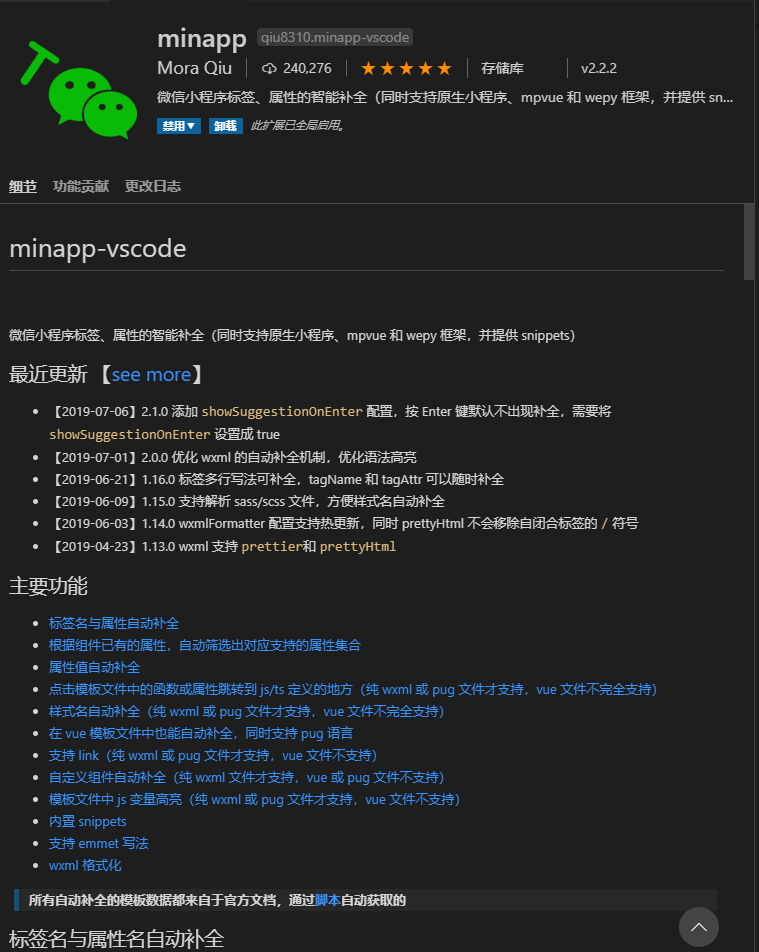 minapp qiu8310.minapp-vscode
Mora Qiu 240,276 ★★★★★ 存储库 v2.2.2
微信小程序标签、属性的智能补全（同时支持原生小程序、mpvue 和 wepy 框架，并提供 sn...
禁用▼ 卸载 此扩展已全局启用。
细节 功能贡献 更改日志
minapp-vscode
微信小程序标签、属性的智能补全（同时支持原生小程序、mpvue 和 wepy 框架，并提供 snippets）
最近更新 【see more】
• 【2019-07-06】2.1.0 添加 showSuggestionOnEnter 配置，按 Enter 键默认不出现补全，需要将
showSuggestionOnEnter 设置成 true
• 【2019-07-01】2.0.0 优化 wxml 的自动补全机制，优化语法高亮
• 【2019-06-21】1.16.0 标签多行写法可补全，tagName 和 tagAttr 可以随时补全
• 【2019-06-09】1.15.0 支持解析 sass/scss 文件，方便样式名自动补全
• 【2019-06-03】1.14.0 wxmlFormatter 配置支持热更新，同时 prettyHtml 不会移除自闭合标签的 / 符号
• 【2019-04-23】1.13.0 wxml 支持 prettier和 prettyHtml
主要功能
• 标签名与属性自动补全
• 根据组件已有的属性，自动筛选出对应支持的属性集合
• 属性值自动补全
• 点击模板文件中的函数或属性跳转到 js/ts 定义的地方（纯 wxml 或 pug 文件才支持，vue 文件不完全支持）
• 样式名自动补全（纯 wxml 或 pug 文件才支持，vue 文件不完全支持）
• 在 vue 模板文件中也能自动补全，同时支持 pug 语言
• 支持 link（纯 wxml 或 pug 文件才支持，vue 文件不支持）
• 自定义组件自动补全（纯 wxml 文件才支持，vue 或 pug 文件不支持）
• 模板文件中 js 变量高亮（纯 wxml 或 pug 文件才支持，vue 文件不支持）
• 内置 snippets
• 支持 emmet 写法
• wxml 格式化
所有自动补全的模板数据都来自于官方文档，通过脚本自动获取的
标签名与属性名自动补全